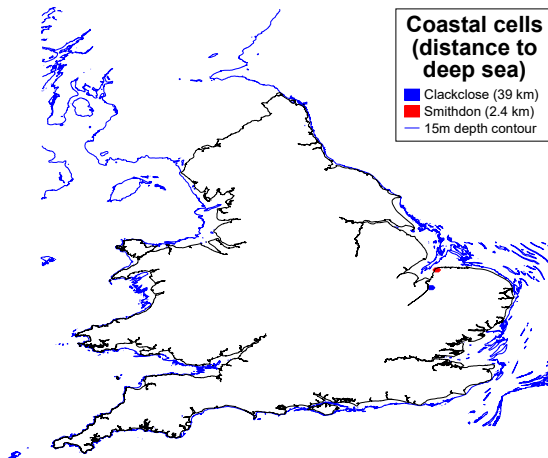 Coastal cells
(distance to
deep sea)
Clackclose (39 km)
Smithdon (2.4 km)
15m depth contour